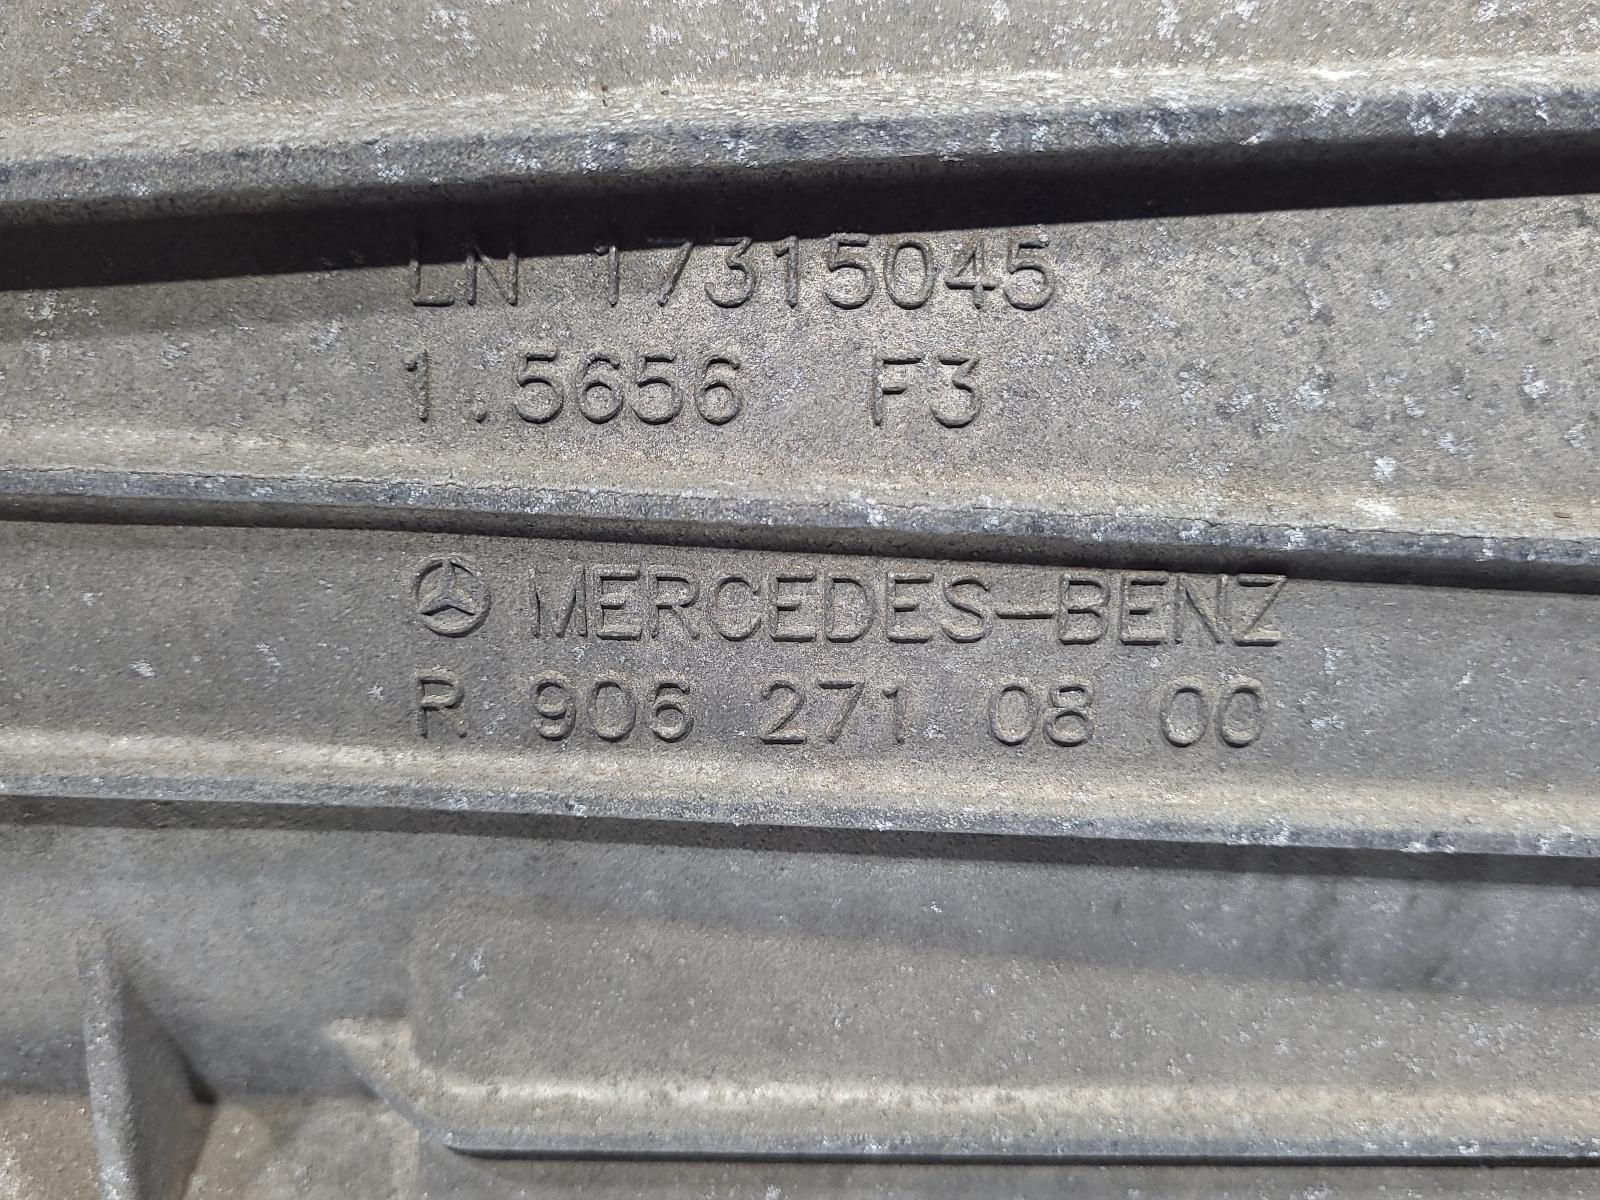 LN 17315045
1.5656 F3
MERCEDES-BENZ
R 906 271 08 00